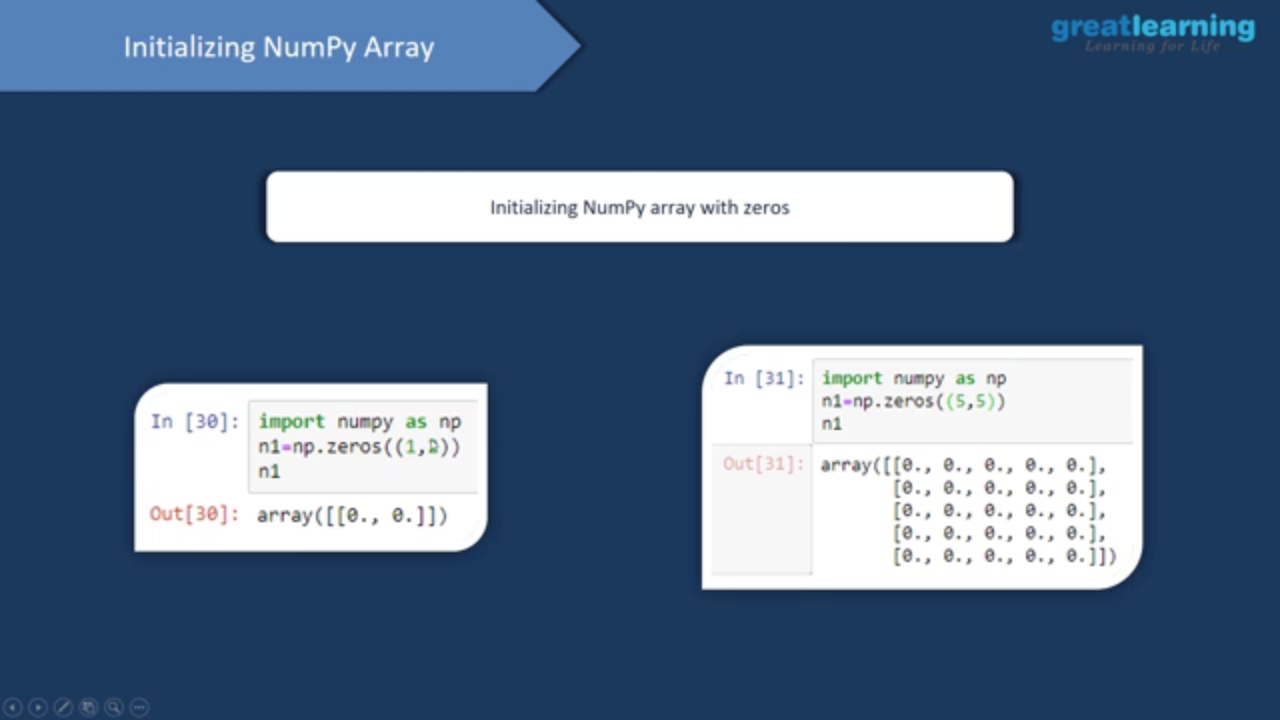 Initializing NumPy Array
greatlearning
Learning for Life
Initializing NumPy array with zeros
In [30]: import numpy as np
n1=np.zeros((1,2))
n1
Out[30]: array([[0., 0.]])
In [31]: import numpy as np
n1=np.zeros((5,5))
n1
Out[31]: array([[0., 0., 0., 0., 0.],
[0., 0., 0., 0., 0.],
[0., 0., 0., 0., 0.],
[0., 0., 0., 0., 0.],
[0., 0., 0., 0., 0.]])